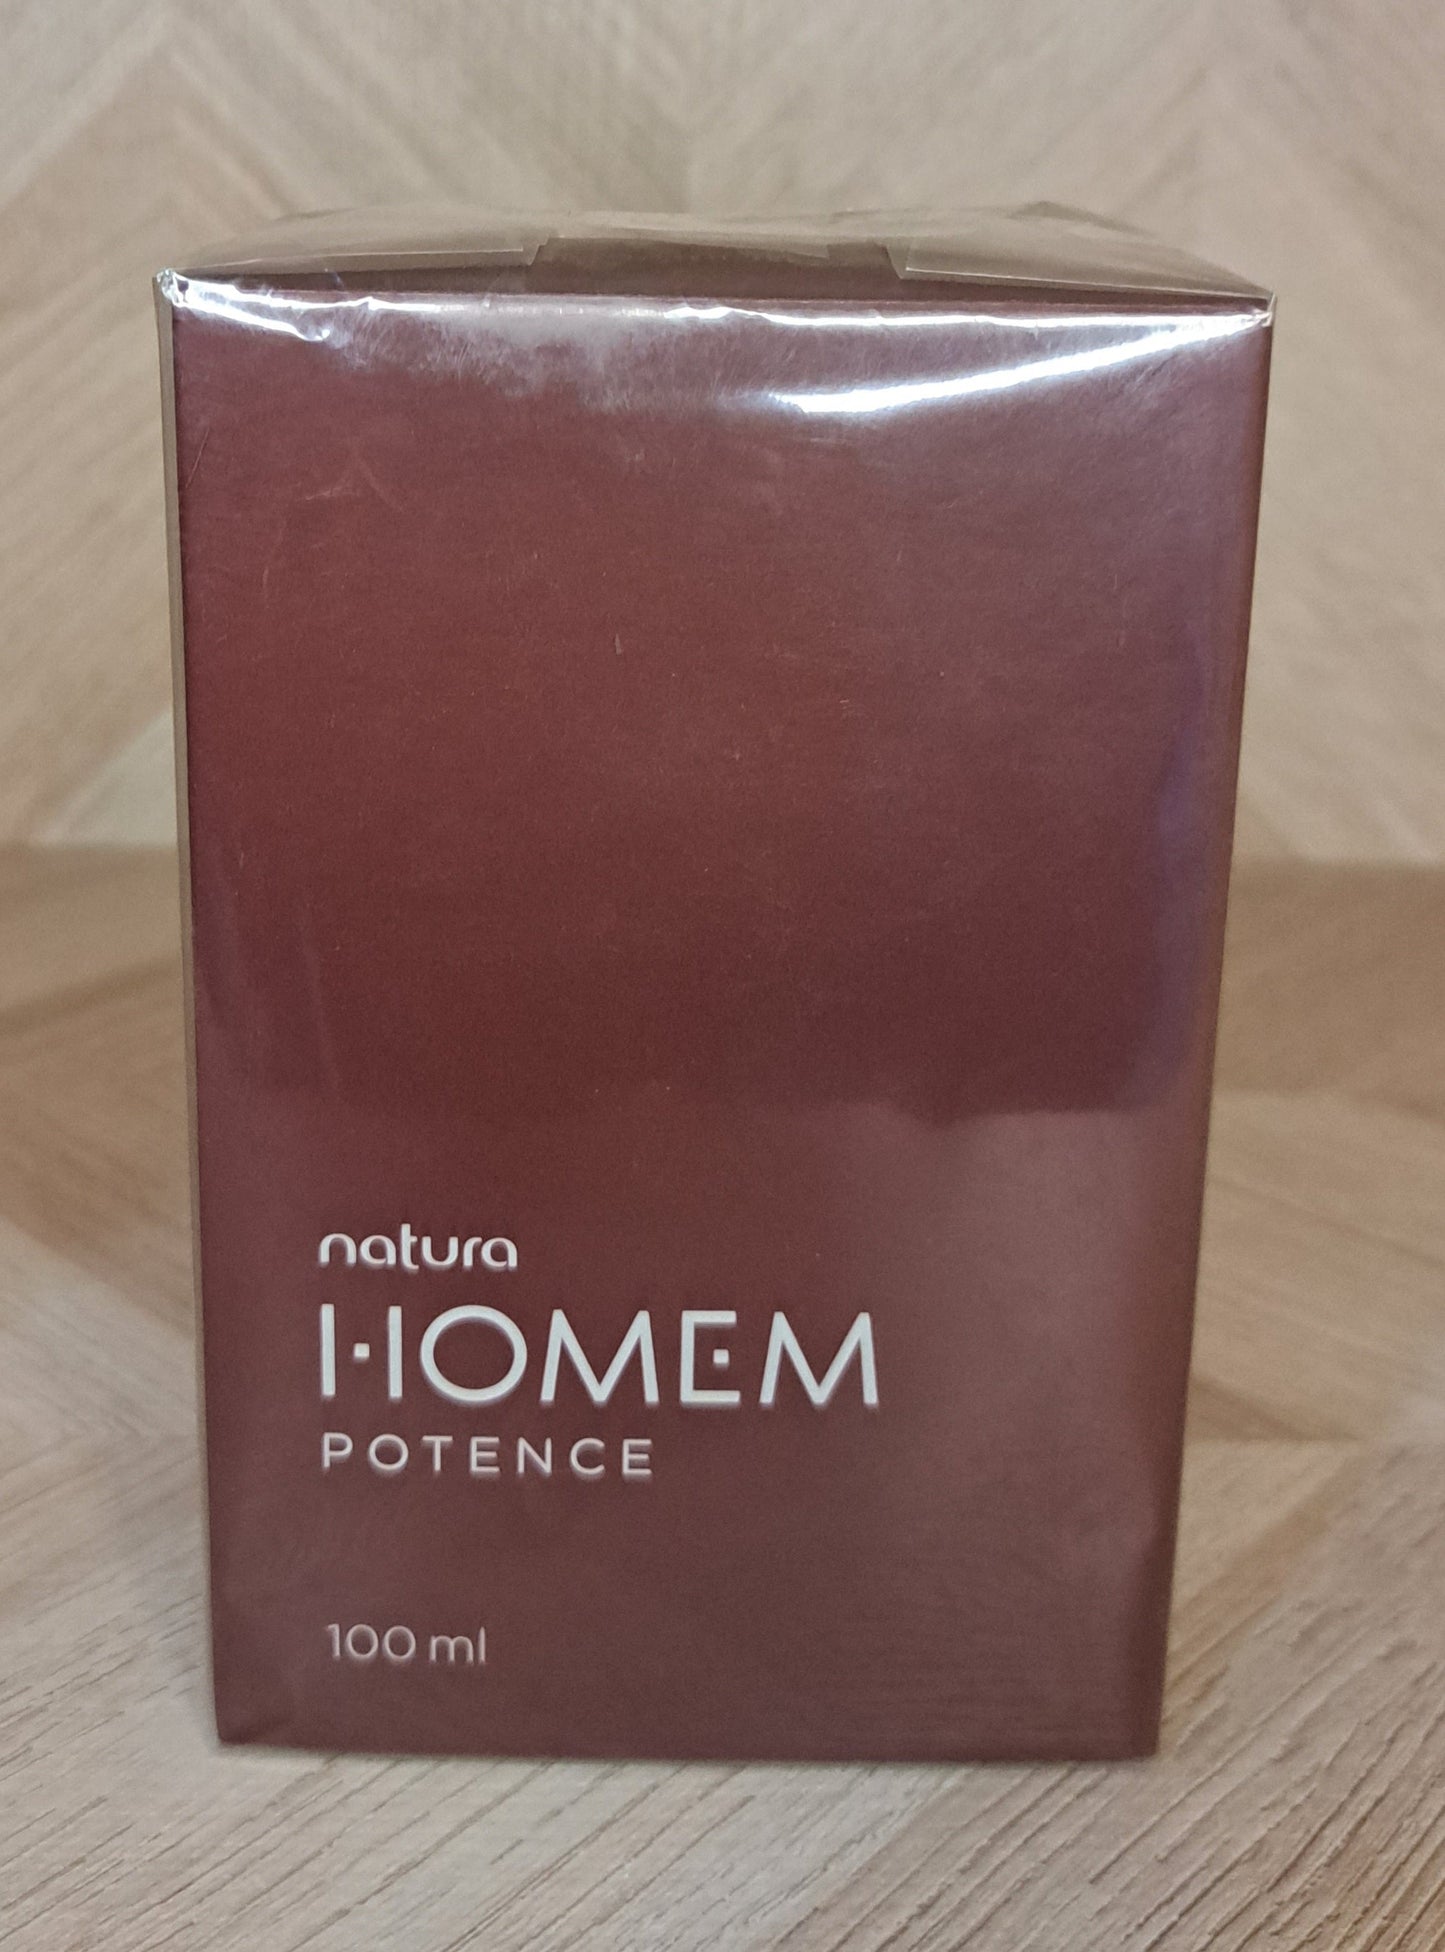 natura
HOMEM
POTENCE
100 ml